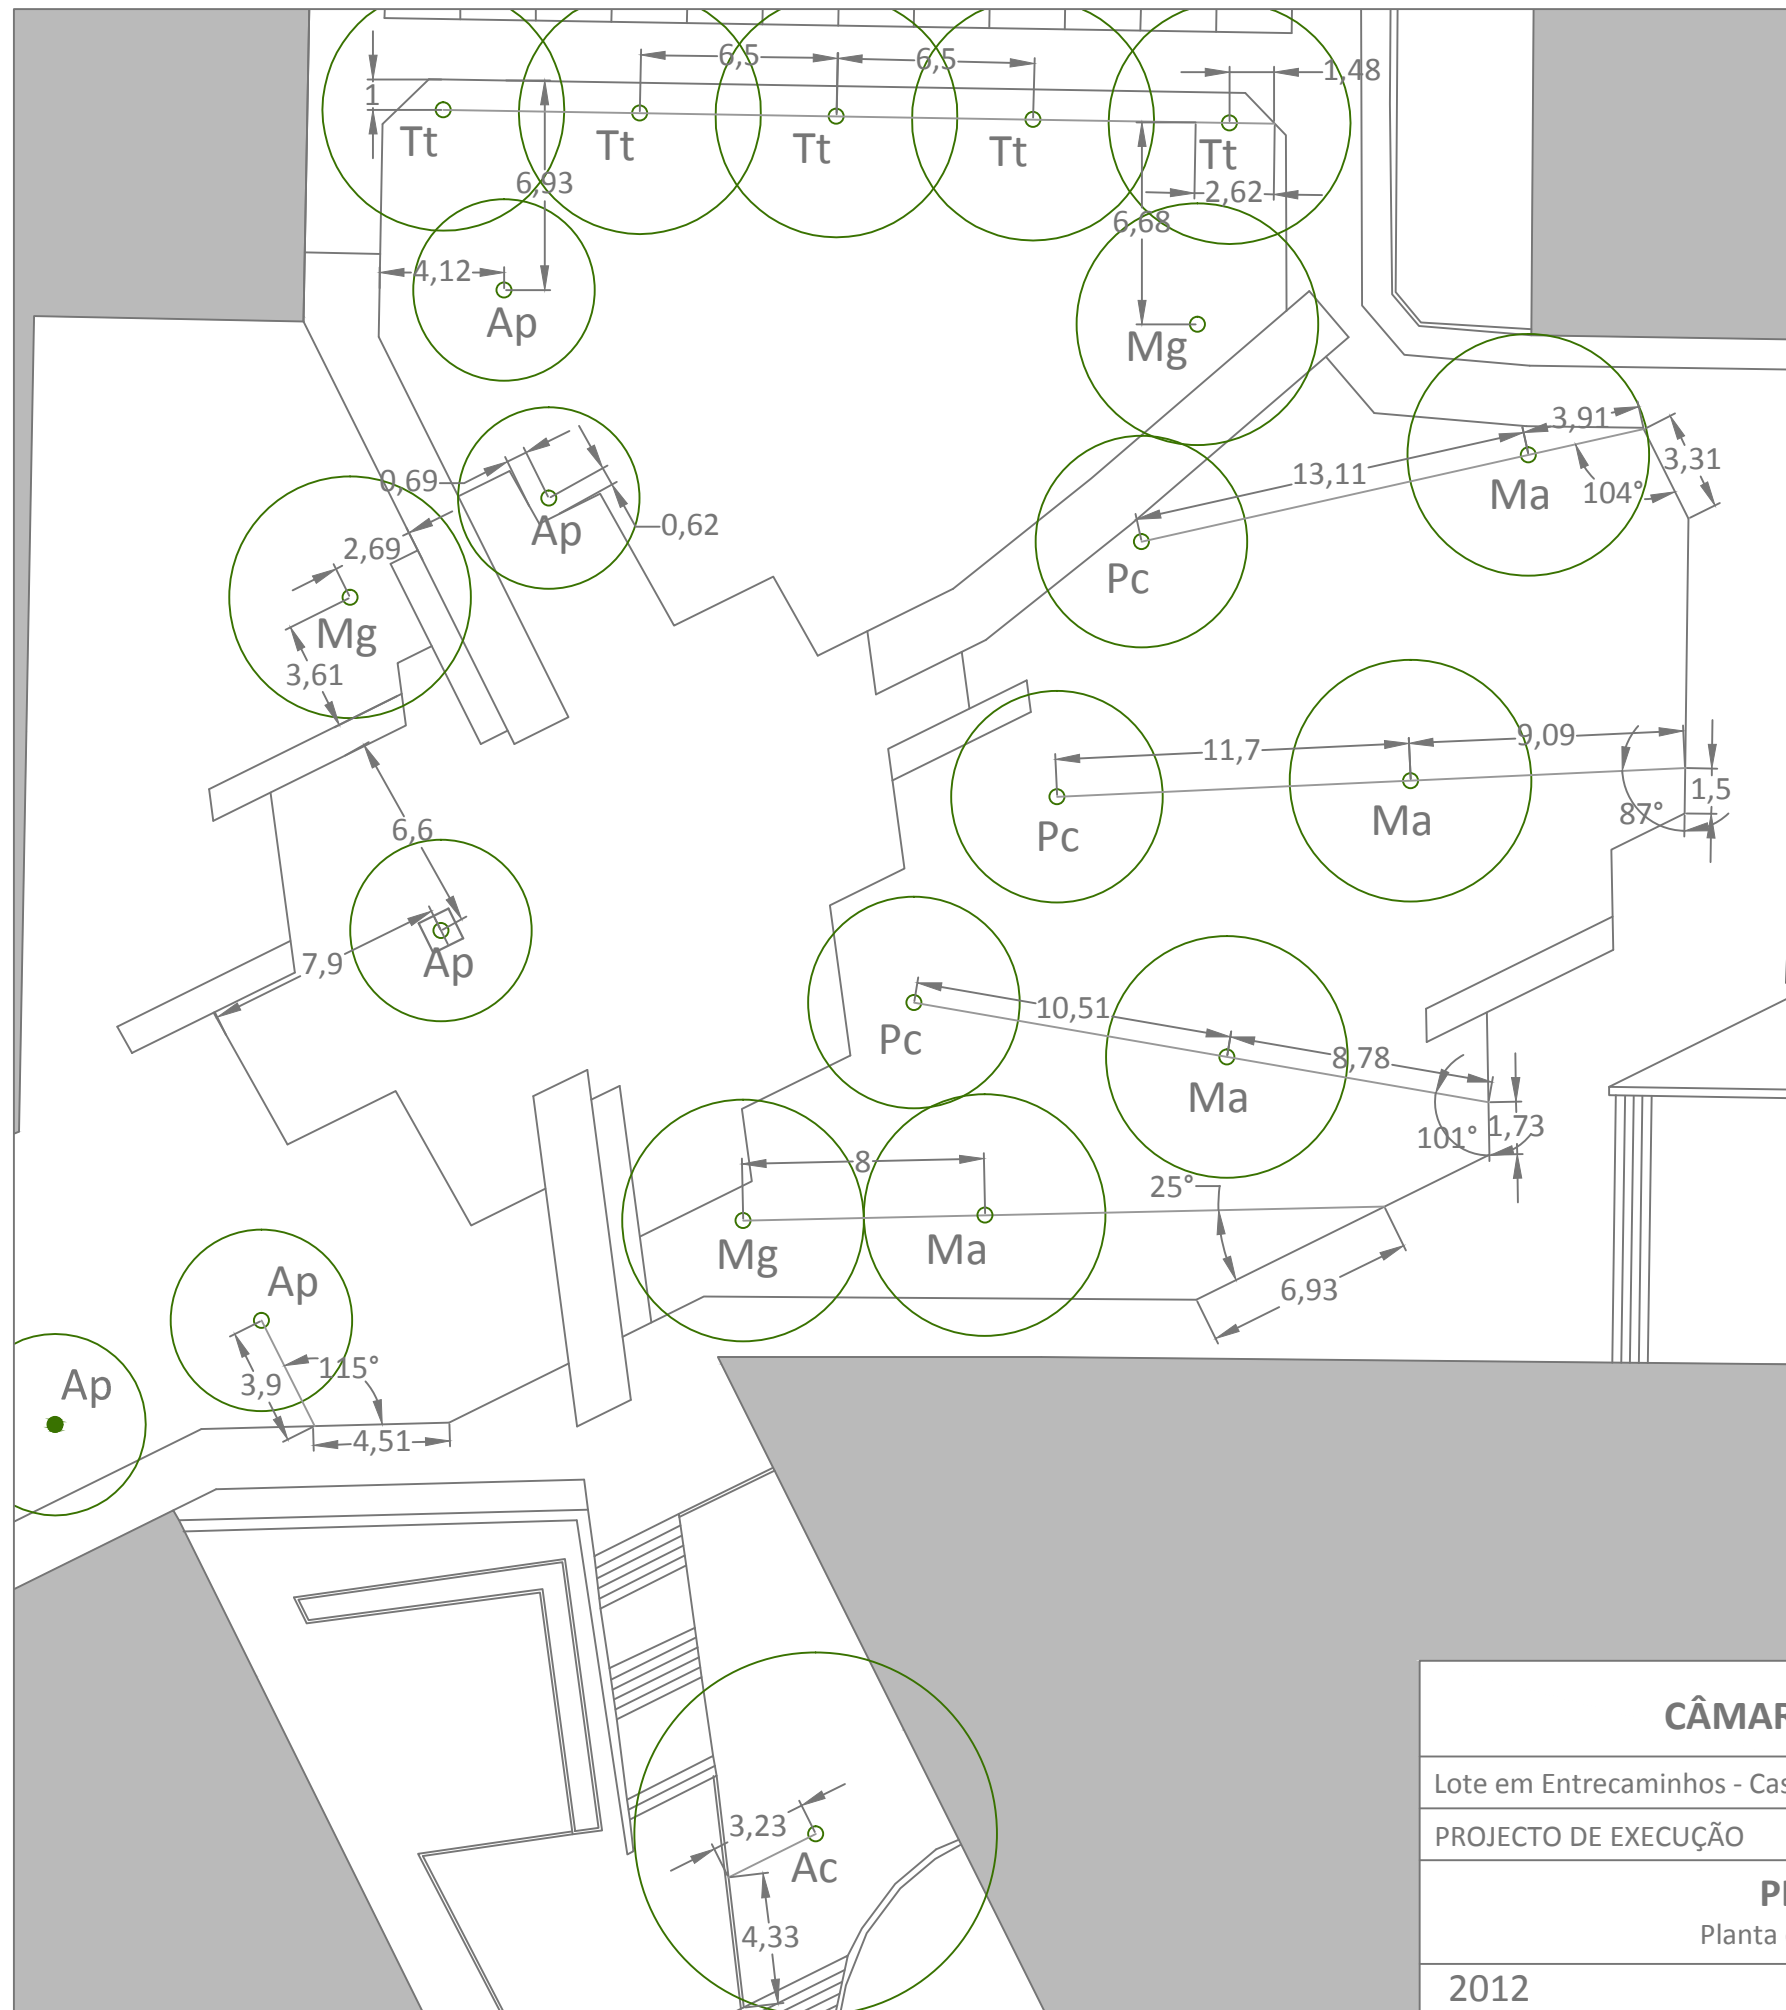 6,5
6,5
1,48
1
Tt
Tt
Tt
Tt
Tt
6,93
2,62
6,68
4,12
Ap
Mg
3,91
3,31
13,11
104°
Ma
0,69
0,62
Ap
2,69
Pc
Mg
3,61
11,7
9,09
1,5
87°
Ma
Pc
6,6
7,9
Ap
10,51
Pc
8,78
Ma
101°
1,73
8
25°
Mg
Ma
6,93
Ap
115°
3,9
Ap
4,51
3,23
Ac
4,33
CÂMAR
Lote em Entrecaminhos - Cas
PROJECTO DE EXECUÇÃO
Planta
2012